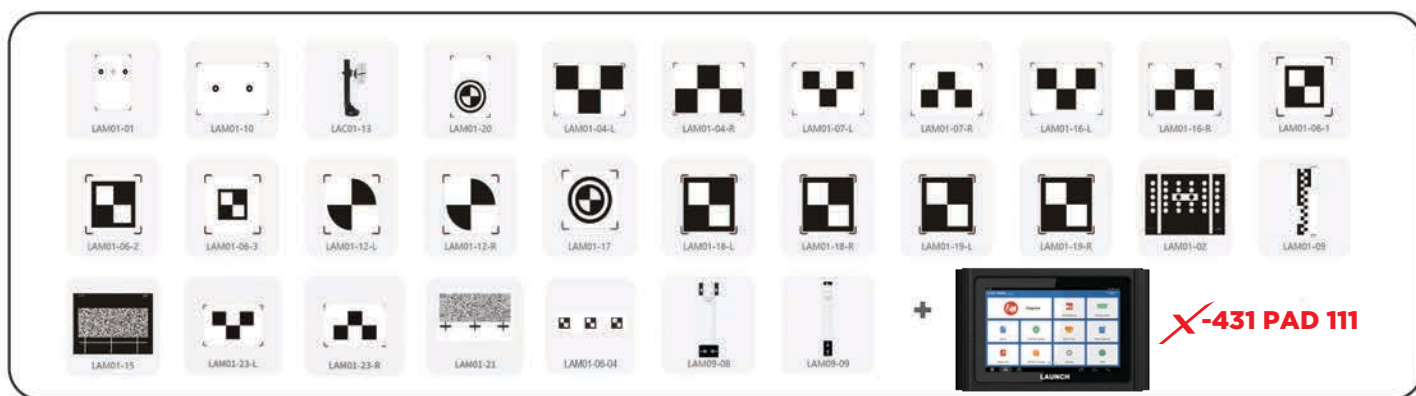 LAM01-01 LAM01-10 LAC01-13 LAM01-20 LAM01-04-L LAM01-04-R LAM01-07-L LAM01-07-R LAM01-16-L LAM01-16-R LAM01-06-1
LAM01-06-2 LAM01-06-3 LAM01-12-L LAM01-12-R LAM01-17 LAM01-18-L LAM01-18-R LAM01-19-L LAM01-19-R LAM01-02 LAM01-09
LAM01-15 LAM01-23-L LAM01-23-R LAM01-21 LAM01-06-04 LAM09-08 LAM09-09
+
LAUNCH
X-431 PAD 111